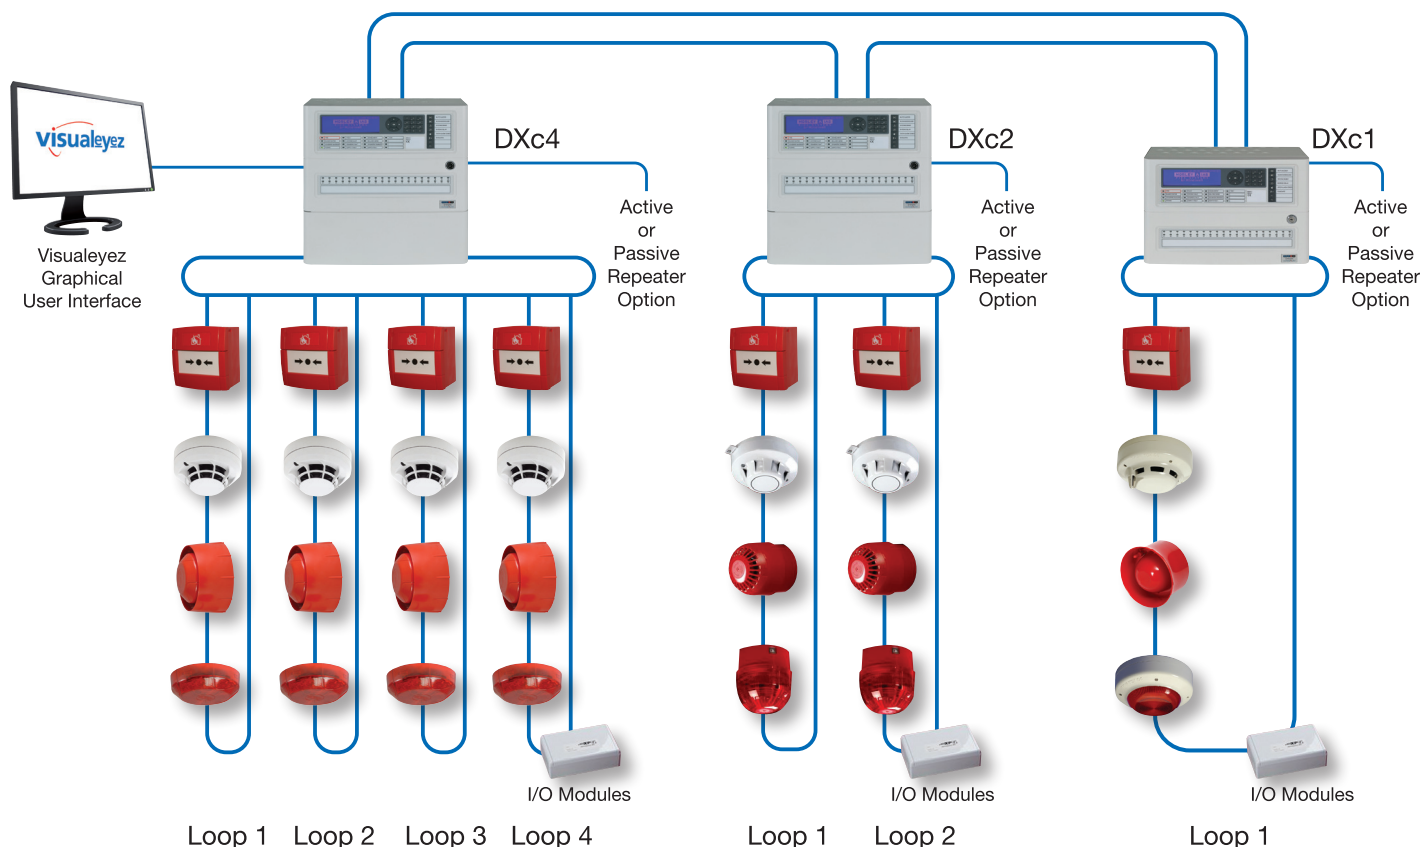 DXc4
DXc2
DXc1
visualeyez
Visualeyez
Graphical
User Interface
Active
or
Passive
Repeater
Option
Active
or
Passive
Repeater
Option
Active
or
Passive
Repeater
Option
I/O Modules
I/O Modules
I/O Modules
Loop 1
Loop 2
Loop 3
Loop 4
Loop 1
Loop 2
Loop 1